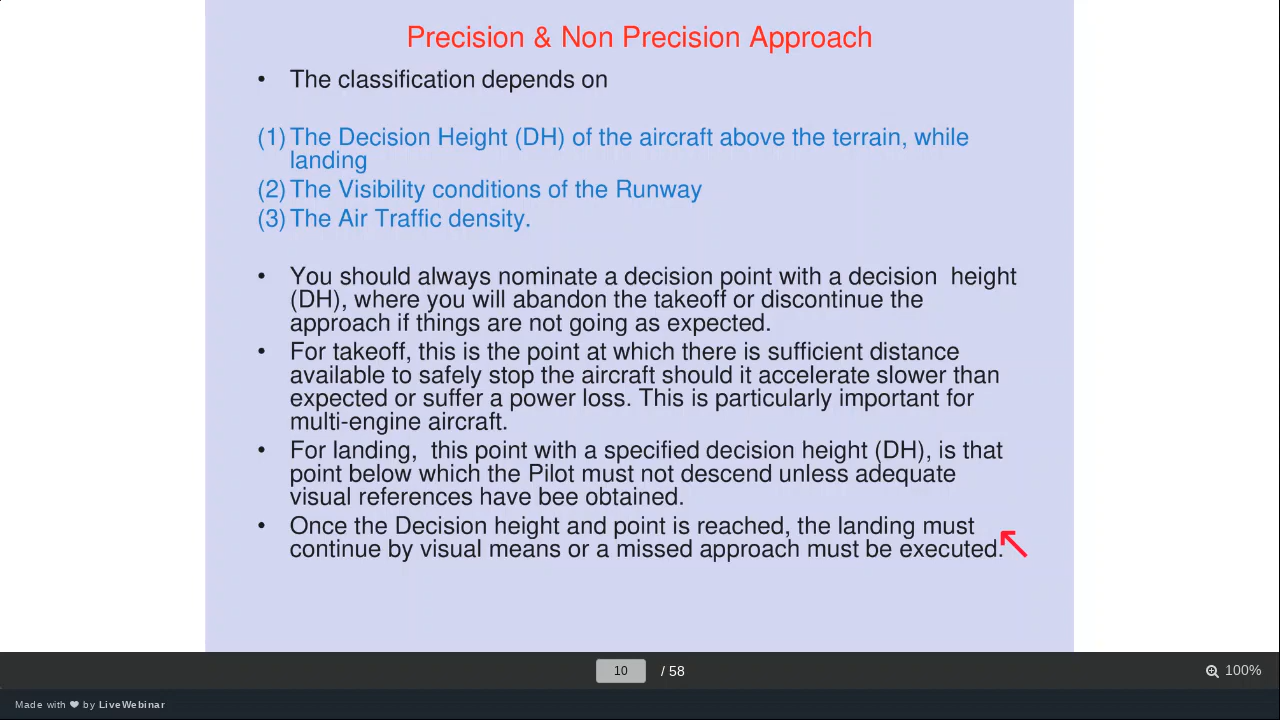 Precision & Non Precision Approach
• The classification depends on
(1) The Decision Height (DH) of the aircraft above the terrain, while
landing
(2) The Visibility conditions of the Runway
(3) The Air Traffic density.
• You should always nominate a decision point with a decision  height
(DH), where you will abandon the takeoff or discontinue the
approach if things are not going as expected.
• For takeoff, this is the point at which there is sufficient distance
available to safely stop the aircraft should it accelerate slower than
expected or suffer a power loss. This is particularly important for
multi-engine aircraft.
• For landing,  this point with a specified decision height (DH), is that
point below which the Pilot must not descend unless adequate
visual references have bee obtained.
• Once the Decision height and point is reached, the landing must
continue by visual means or a missed approach must be executed.
10 / 58
100%
Made with ❤ by LiveWebinar